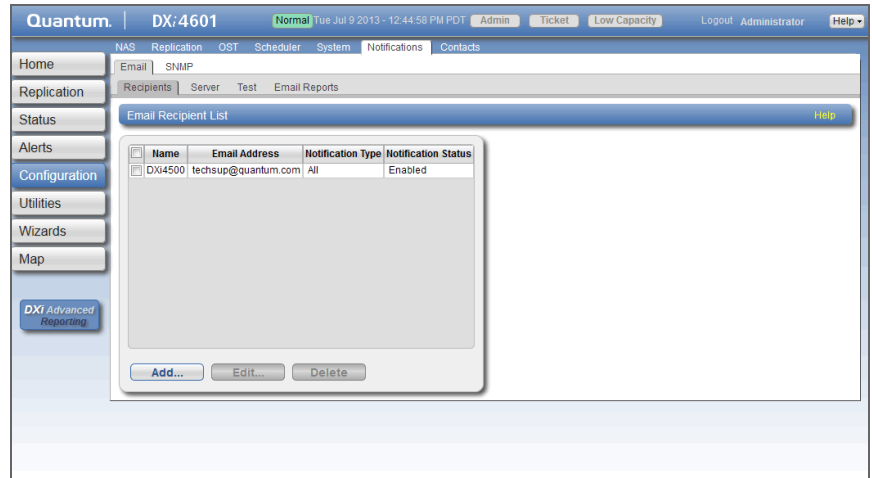 Quantum. DXi4601 Normal Tue Jul 9 2013 - 12:44:58 PM PDT Admin Ticket Low Capacity Logout Administrator Help
NAS Replication OST Scheduler System Notifications Contacts
Home
Replication
Status
Alerts
Configuration
Utilities
Wizards
Map
DXi Advanced
Reporting
Email SNMP
Recipients Server Test Email Reports
Email Recipient List Help
Name Email Address Notification Type Notification Status
DXi4500 techsup@quantum.com All Enabled
Add... Edit... Delete